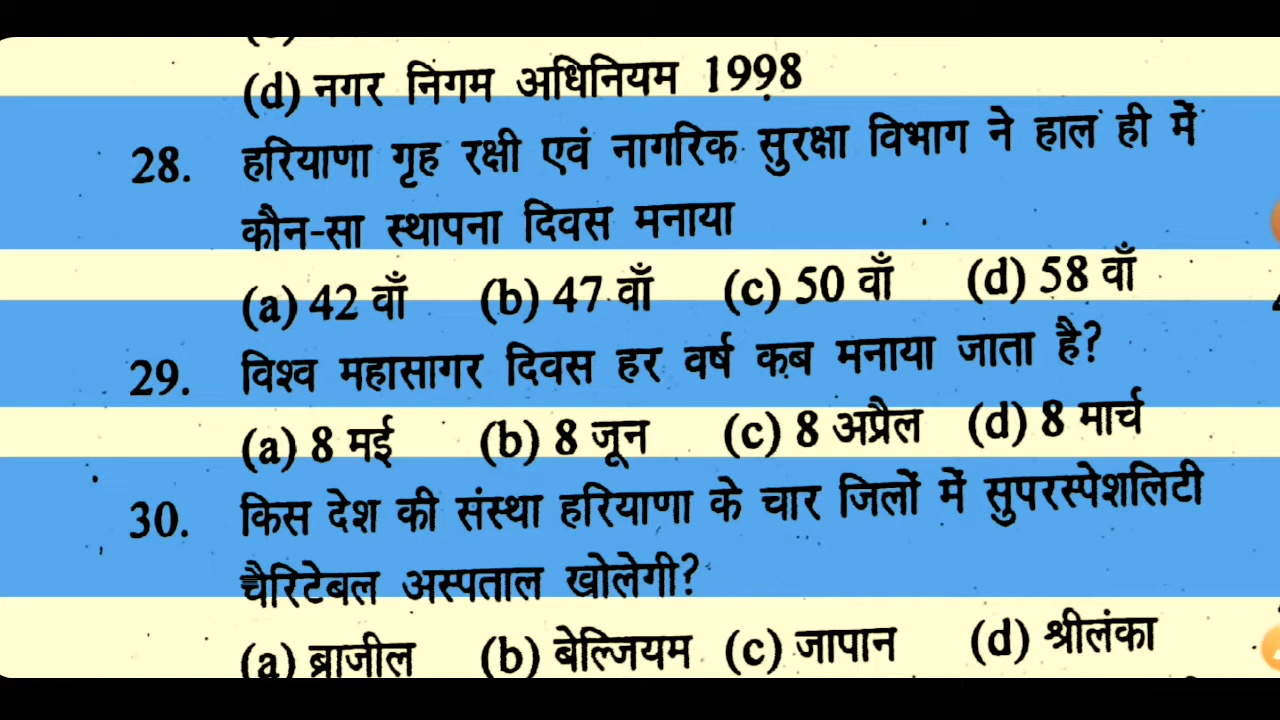 (d) नगर निगम अधिनियम 1998
28. हरियाणा गृह रक्षी एवं नागरिक सुरक्षा विभाग ने हाल ही में
कौन-सा स्थापना दिवस मनाया
(a) 42 वाँ (b) 47 वाँ (c) 50 वाँ (d) 58 वाँ
29. विश्व महासागर दिवस हर वर्ष कब मनाया जाता है?
(a) 8 मई (b) 8 जून (c) 8 अप्रैल (d) 8 मार्च
30. किस देश की संस्था हरियाणा के चार जिलों में सुपरस्पेशलिटी
चैरिटेबल अस्पताल खोलेगी?
(a) ब्राजील (b) बेल्जियम (c) जापान (d) श्रीलंका